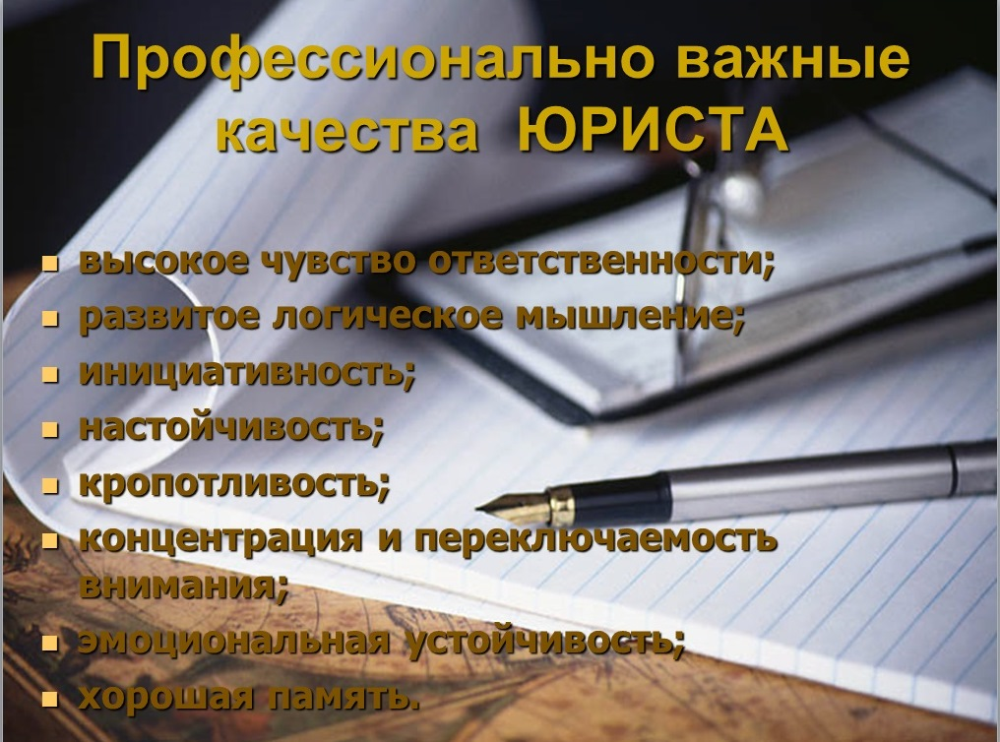 Профессионально важные
качества ЮРИСТА
высокое чувство ответственности;
развитое логическое мышление;
инициативность;
настойчивость;
кропотливость;
концентрация и переключаемость
внимания;
эмоциональная устойчивость;
хорошая память.